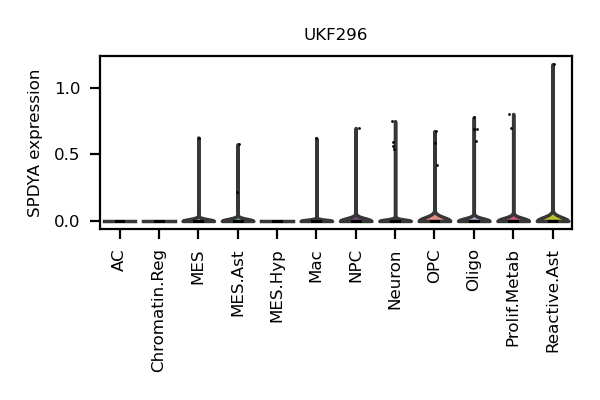 UKF296
SPDYA expression
1.0
0.5
0.0
AC
Chromatin.Reg
MES
MES.Ast
MES.Hyp
Mac
NPC
Neuron
OPC
Oligo
Prolif.Metab
Reactive.Ast